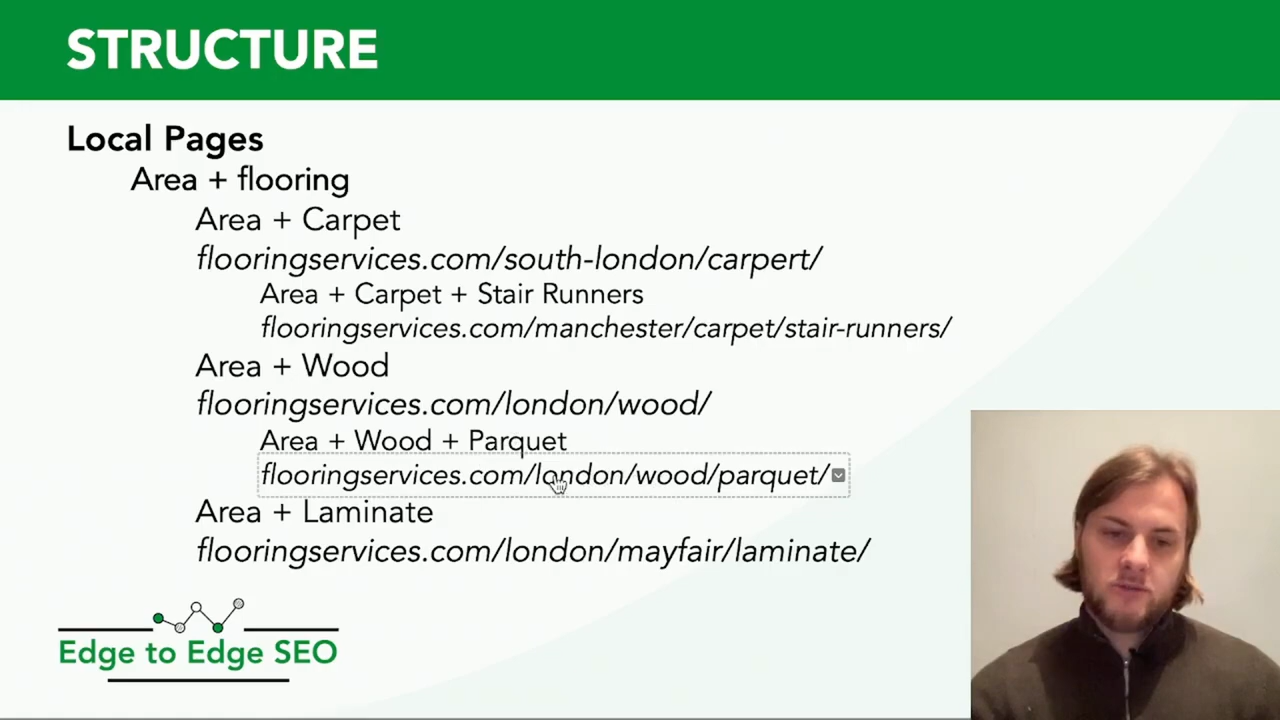 STRUCTURE
Local Pages
Area + flooring
Area + Carpet
flooringservices.com/south-london/carpert/
Area + Carpet + Stair Runners
flooringservices.com/manchester/carpet/stair-runners/
Area + Wood
flooringservices.com/london/wood/
Area + Wood + Parquet
flooringservices.com/london/wood/parquet/
Area + Laminate
flooringservices.com/london/mayfair/laminate/
Edge to Edge SEO